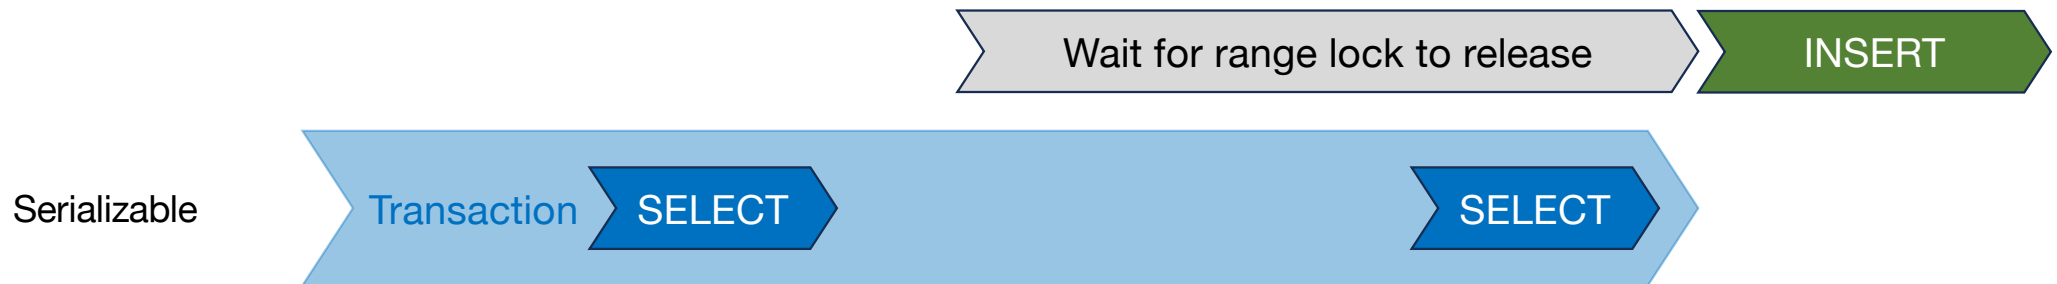 Wait for range lock to release INSERT
Serializable Transaction SELECT SELECT